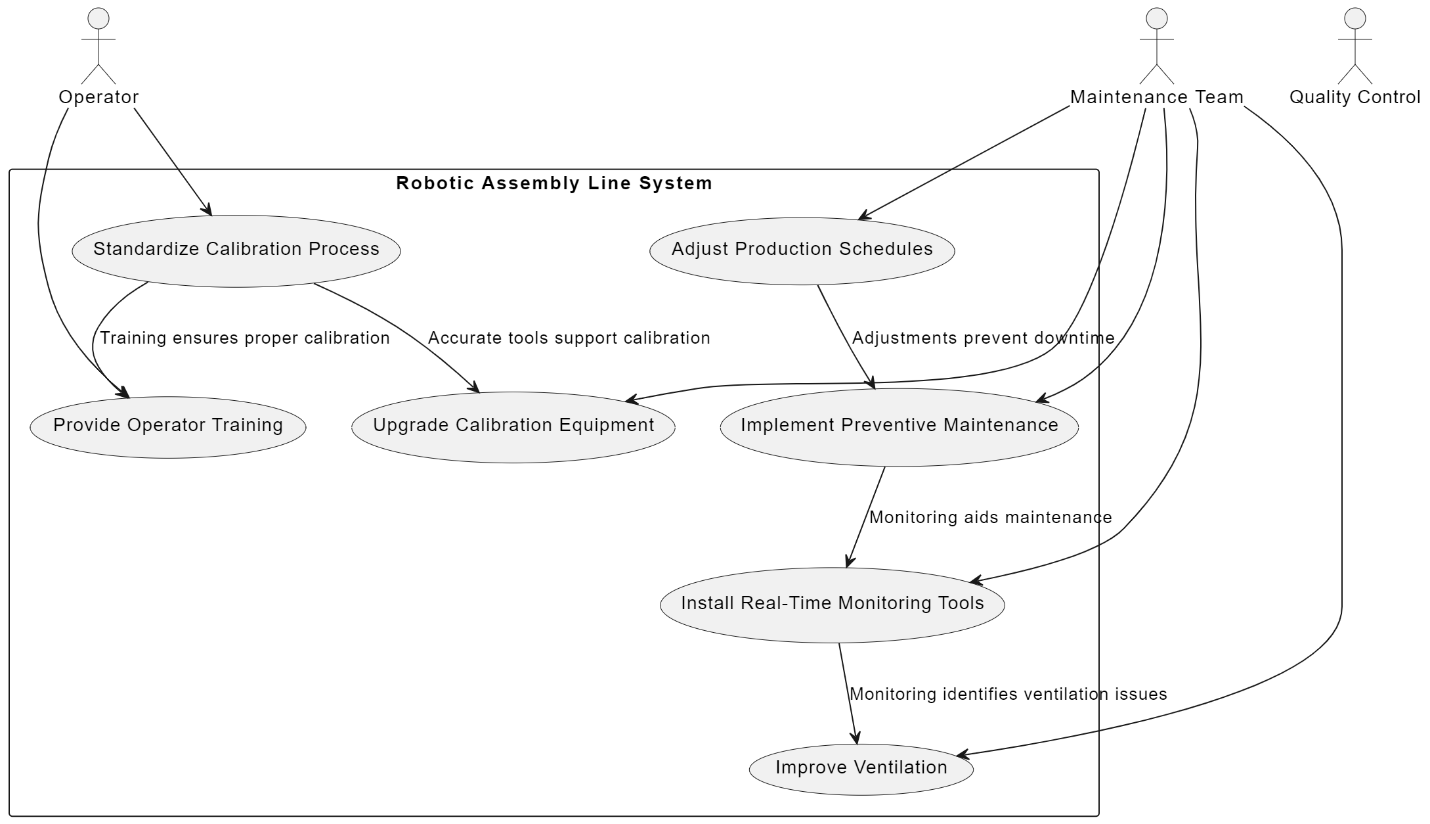 Operator
Maintenance Team
Quality Control
Robotic Assembly Line System
Standardize Calibration Process
Adjust Production Schedules
Training ensures proper calibration
Accurate tools support calibration
Adjustments prevent downtime
Provide Operator Training
Upgrade Calibration Equipment
Implement Preventive Maintenance
Monitoring aids maintenance
Install Real-Time Monitoring Tools
Monitoring identifies ventilation issues
Improve Ventilation